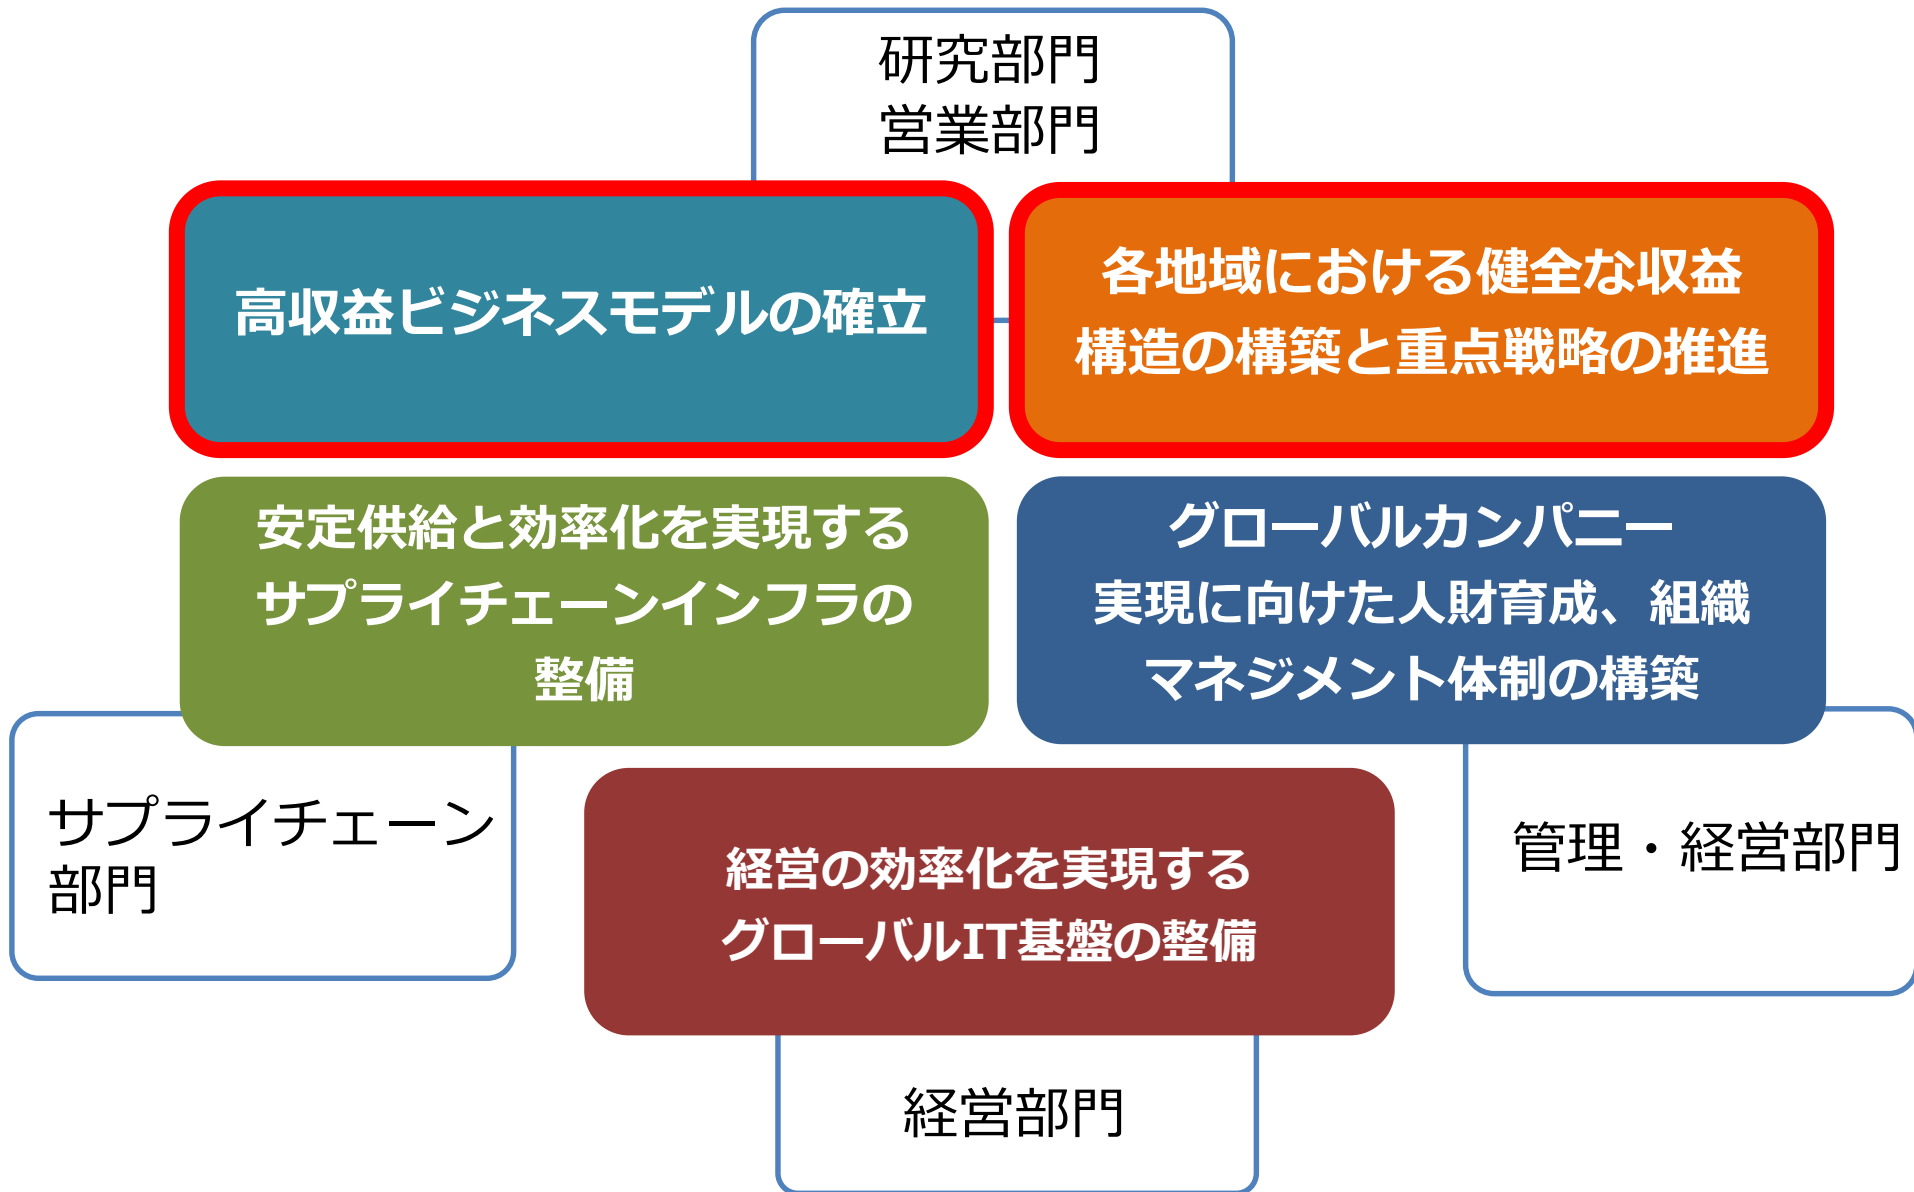 研究部門
営業部門
高収益ビジネスモデルの確立
各地域における健全な収益
構造の構築と重点戦略の推進
安定供給と効率化を実現する
サプライチェーンインフラの
整備
グローバルカンパニー
実現に向けた人財育成、組織
マネジメント体制の構築
サプライチェーン
部門
経営の効率化を実現する
グローバルIT基盤の整備
管理・経営部門
経営部門